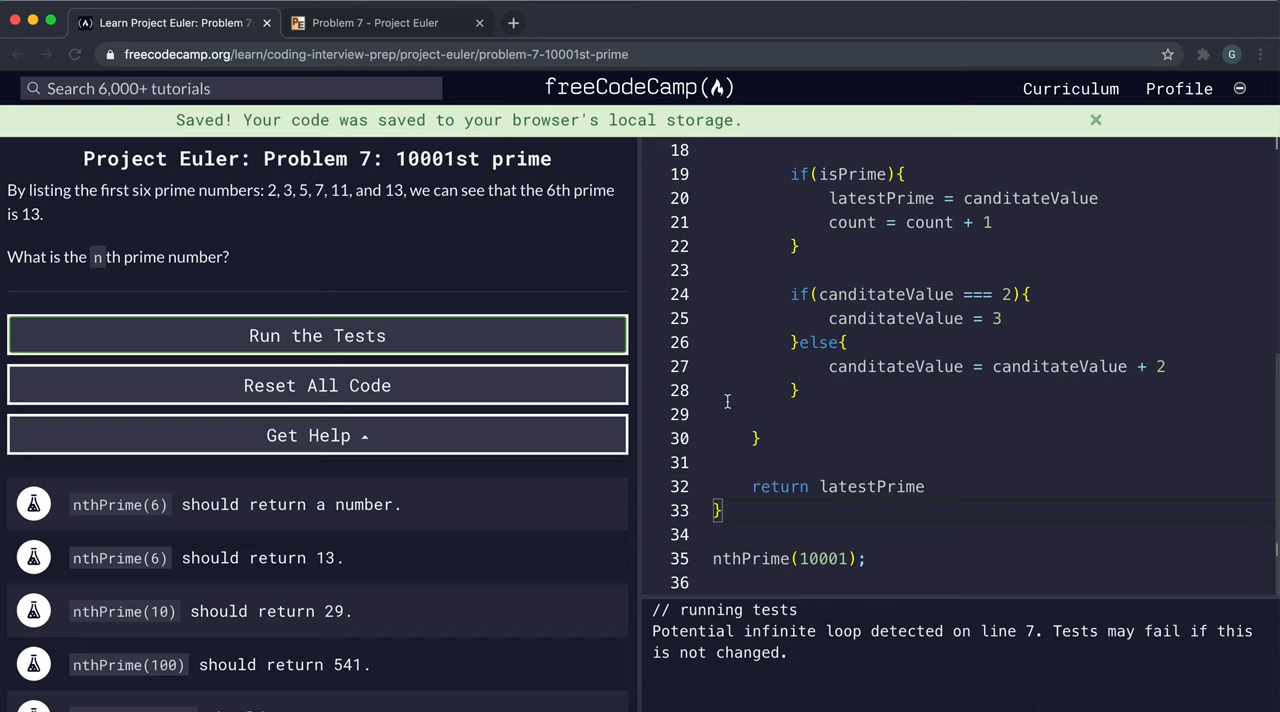 Learn Project Euler: Problem 7:
Problem 7 - Project Euler
freecodecamp.org/learn/coding-interview-prep/project-euler/problem-7-10001st-prime
G
Search 6,000+ tutorials
freeCodeCamp
Curriculum
Profile
Saved! Your code was saved to your browser's local storage.
Project Euler: Problem 7: 10001st prime
By listing the first six prime numbers: 2, 3, 5, 7, 11, and 13, we can see that the 6th prime
is 13.
What is the n th prime number?
Run the Tests
Reset All Code
Get Help
nthPrime(6) should return a number.
nthPrime(6) should return 13.
nthPrime(10) should return 29.
nthPrime(100) should return 541.
18
19 if(isPrime){
20 latestPrime = canditateValue
21 count = count + 1
22 }
23
24 if(canditateValue === 2){
25 canditateValue = 3
26 }else{
27 canditateValue = canditateValue + 2
28 }
29
30 }
31
32 return latestPrime
33 }
34
35 nthPrime(10001);
36
// running tests
Potential infinite loop detected on line 7. Tests may fail if this
is not changed.